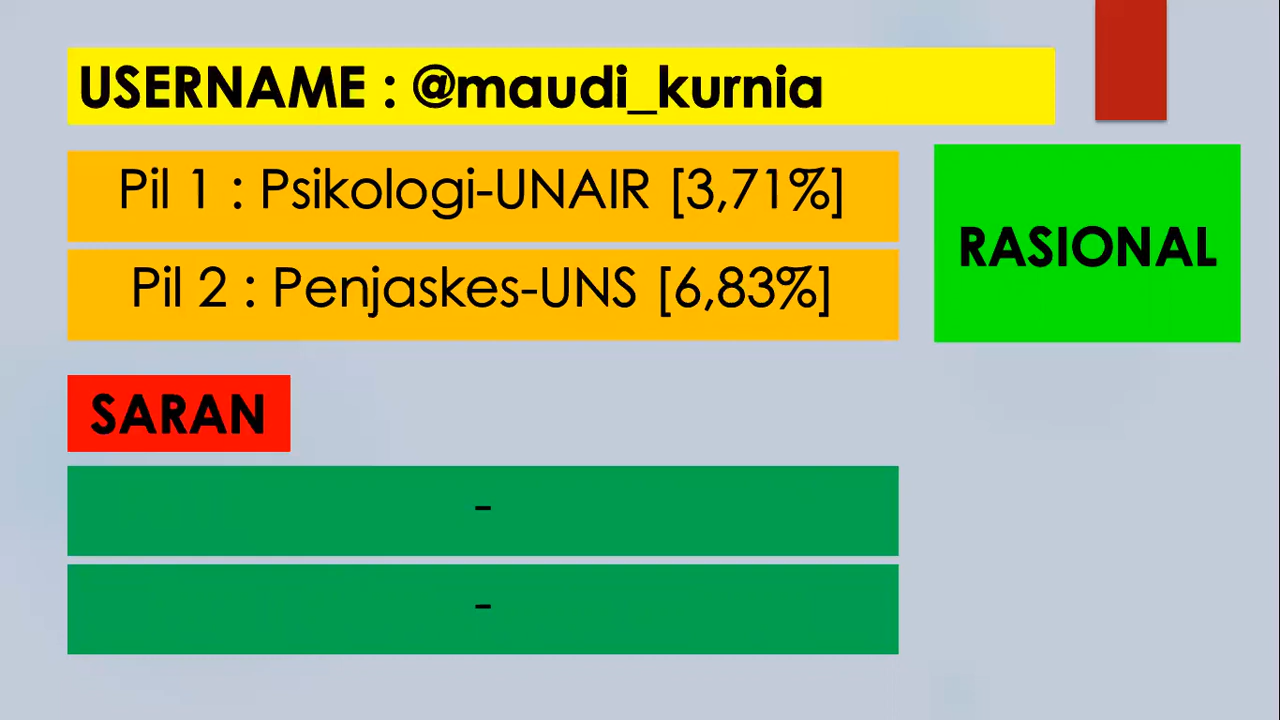 USERNAME : @maudi_kurnia
Pil 1 : Psikologi-UNAIR [3,71%]
Pil 2 : Penjaskes-UNS [6,83%]
RASIONAL
SARAN
-
-